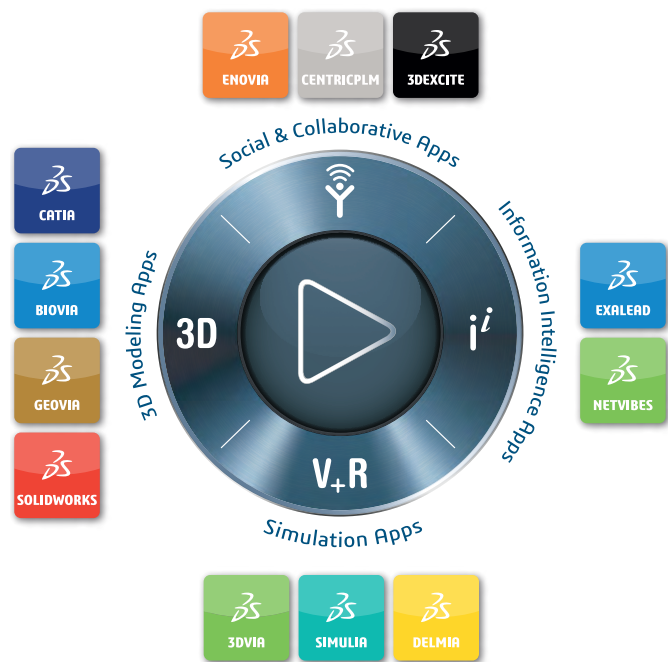 ENOVIA
CENTRICPLM
3DEXCITE
Social & Collaborative Apps
CATIA
BIOVIA
GEOVIA
SOLIDWORKS
3D Modeling Apps
3D
i i
V+R
Information Intelligence Apps
EXALEAD
NETVIBES
Simulation Apps
3DVIA
SIMULIA
DELMIA